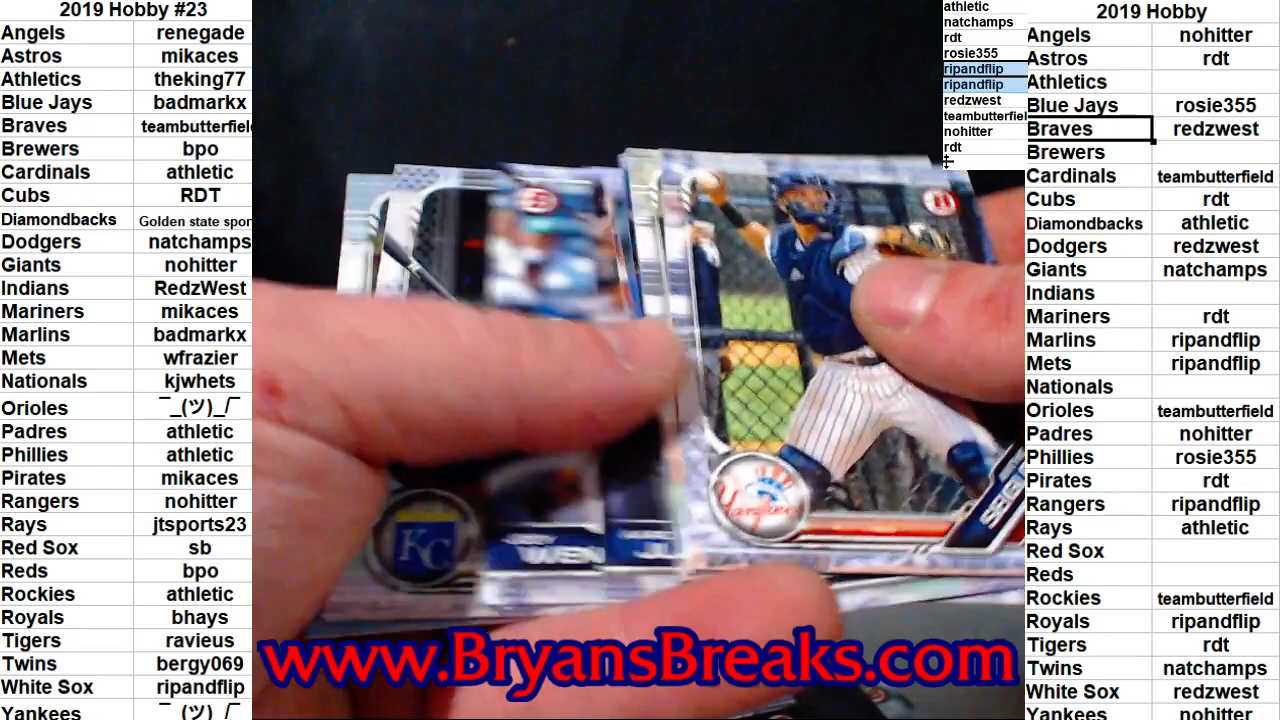 2019 Hobby #23
Angels renegade
Astros mikaces
Athletics theking77
Blue Jays badmarkx
Braves teambutterfield
Brewers bpo
Cardinals athletic
Cubs RDT
Diamondbacks Golden state spor
Dodgers natchamps
Giants nohitter
Indians RedzWest
Mariners mikaces
Marlins badmarkx
Mets wfrazier
Nationals kjwhets
Orioles ¯_(ツ)_/¯
Padres athletic
Phillies athletic
Pirates mikaces
Rangers nohitter
Rays jtsports23
Red Sox sb
Reds bpo
Rockies athletic
Royals bhays
Tigers ravieus
Twins bergy069
White Sox ripandflip
Yankees ¯_(ツ)_/¯
athletic
natchamps
rdt
rosie355
ripandflip
ripandflip
redzwest
teambutterfiel
nohitter
rdt
2019 Hobby
Angels nohitter
Astros rdt
Athletics
Blue Jays rosie355
Braves redzwest
Brewers
Cardinals teambutterfield
Cubs rdt
Diamondbacks athletic
Dodgers redzwest
Giants natchamps
Indians
Mariners rdt
Marlins ripandflip
Mets ripandflip
Nationals
Orioles teambutterfield
Padres nohitter
Phillies rosie355
Pirates rdt
Rangers ripandflip
Rays athletic
Red Sox
Reds
Rockies teambutterfield
Royals ripandflip
Tigers rdt
Twins natchamps
White Sox redzwest
Yankees nohitter
Yankees
KC
www.BryansBreaks.com